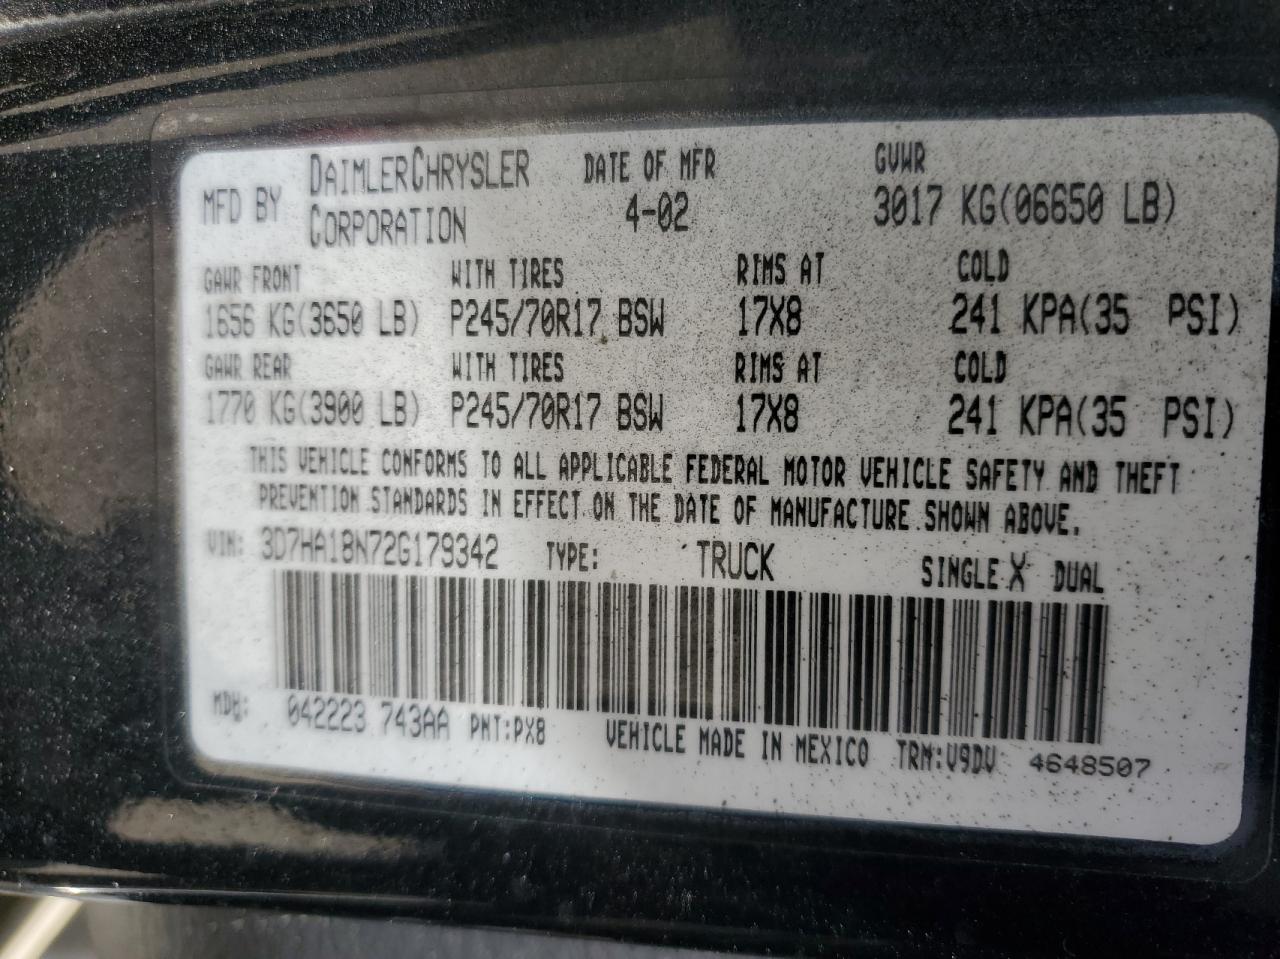 MFD BY DAIMLERCHRYSLER CORPORATION DATE OF MFR 4-02 GVWR 3017 KG(06650 LB)
GAWR FRONT WITH TIRES RIMS AT COLD
1656 KG(3650 LB) P245/70R17 BSW 17X8 241 KPA(35 PSI)
GAWR REAR WITH TIRES RIMS AT COLD
1770 KG(3900 LB) P245/70R17 BSW 17X8 241 KPA(35 PSI)
THIS VEHICLE CONFORMS TO ALL APPLICABLE FEDERAL MOTOR VEHICLE SAFETY AND THEFT
PREVENTION STANDARDS IN EFFECT ON THE DATE OF MANUFACTURE SHOWN ABOVE.
VIN: 3D7HA18N72G179342 TYPE: TRUCK SINGLE X DUAL
MDH: 042223 743AA PNT:PX8 VEHICLE MADE IN MEXICO TRM:V9DV 4648507